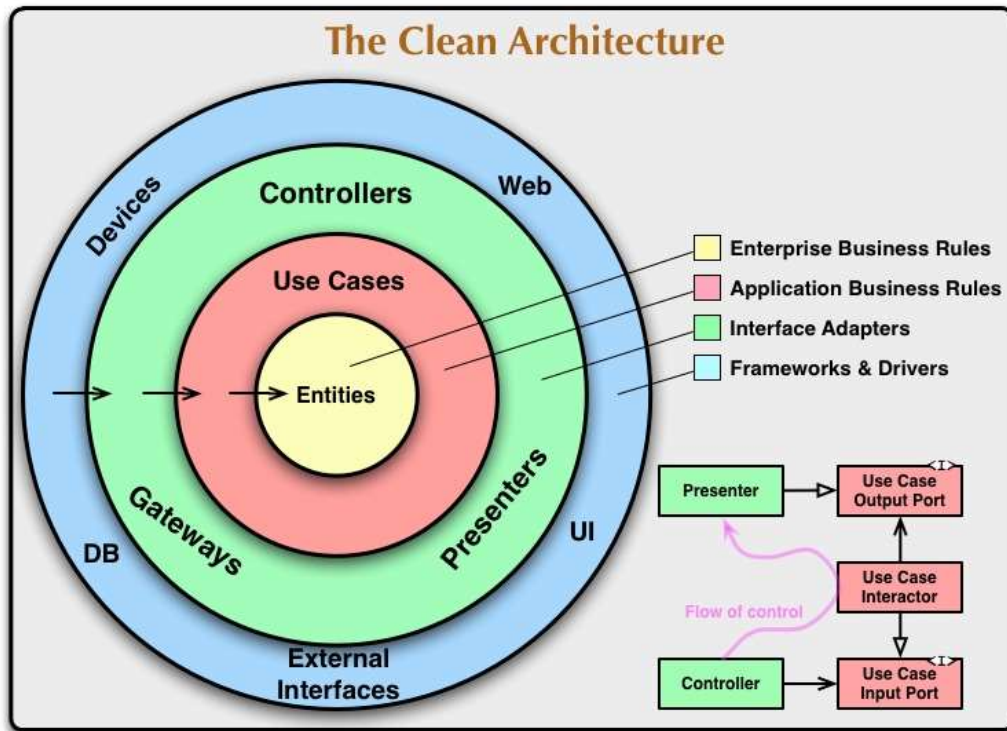 The Clean Architecture
Devices
Web
Controllers
Use Cases
Entities
Gateways
Presenters
DB
UI
External
Interfaces
Enterprise Business Rules
Application Business Rules
Interface Adapters
Frameworks & Drivers
Presenter
<I>
Use Case
Output Port
Flow of control
Use Case
Interactor
Controller
<I>
Use Case
Input Port